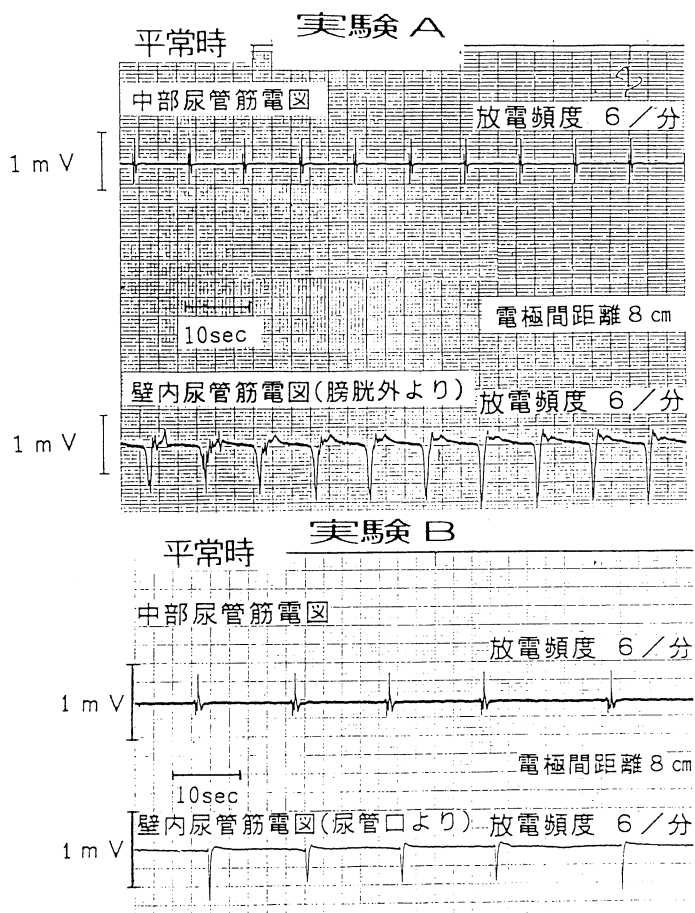 実験A
平常時
中部尿管筋電図
放電頻度 6/分
1mV
10sec
電極間距離8cm
壁内尿管筋電図(膀胱外より)
放電頻度 6/分
1mV
実験B
平常時
中部尿管筋電図
放電頻度 6/分
1mV
電極間距離8cm
10sec
壁内尿管筋電図(尿管口より)
放電頻度 6/分
1mV